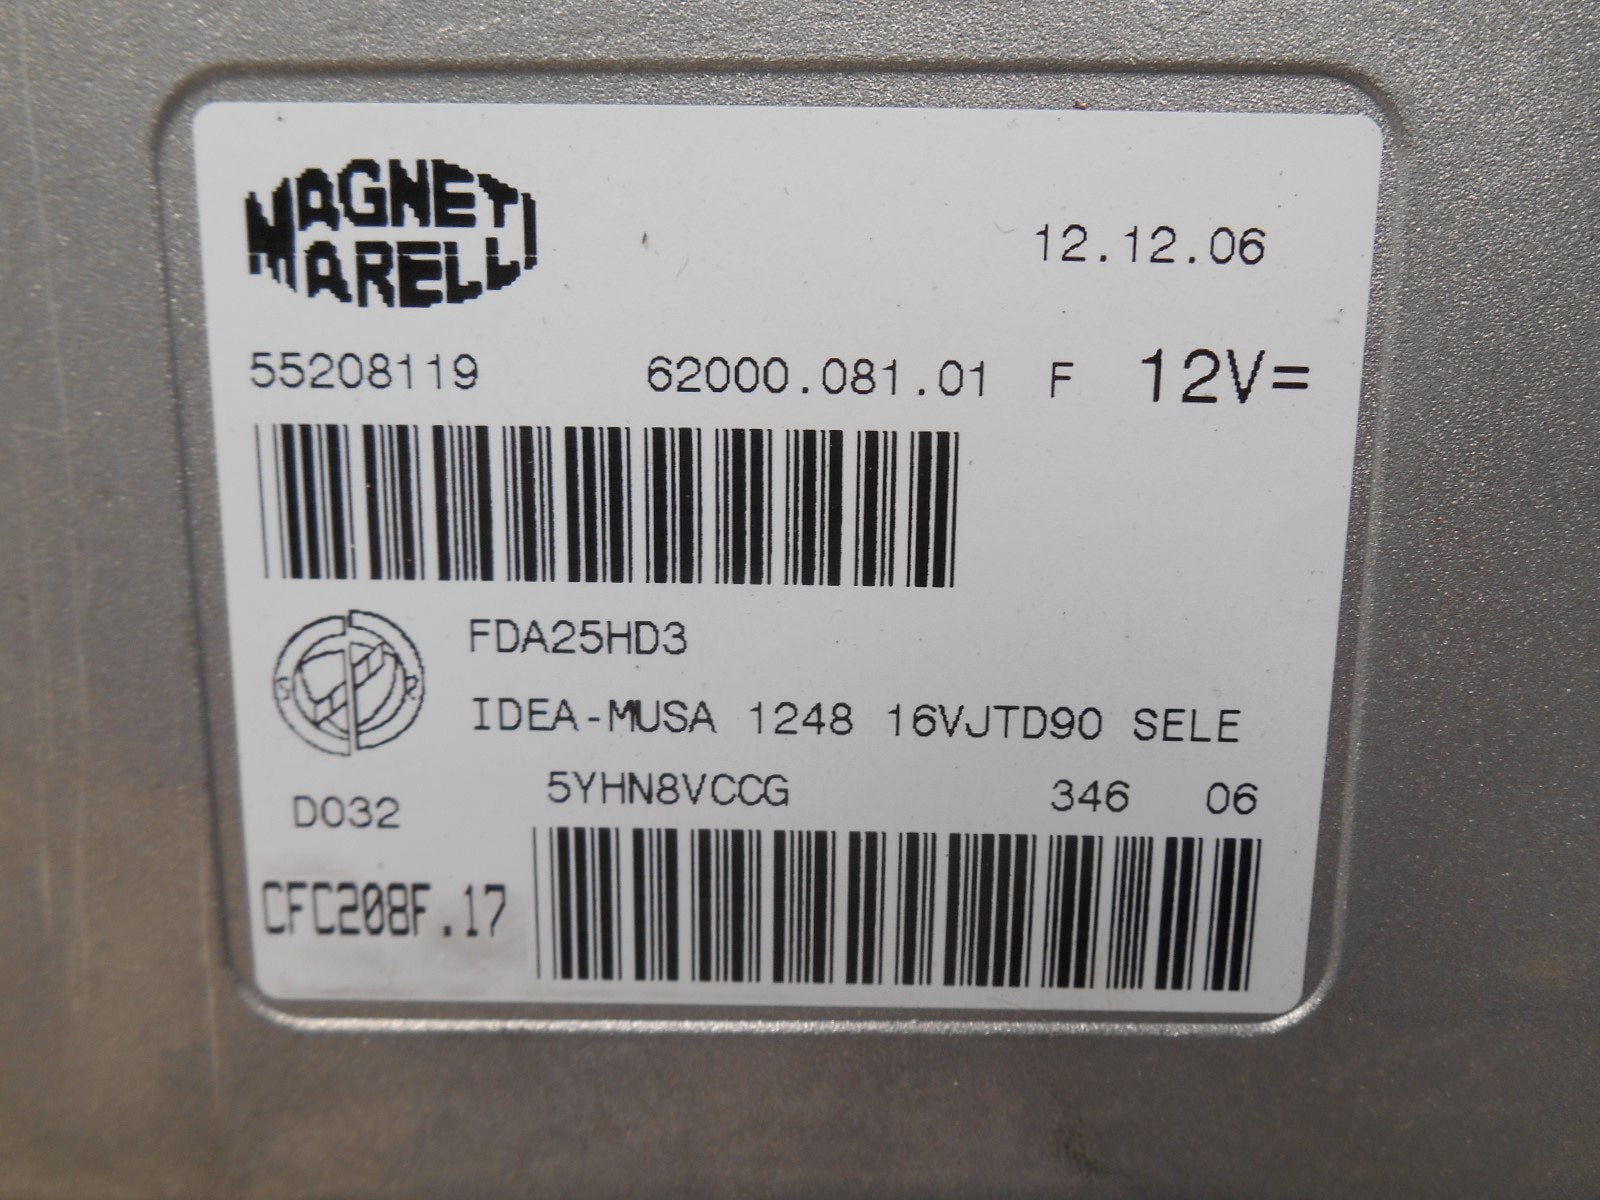 MAGNETI
MARELLI
12.12.06
55208119 62000.081.01 F 12V=
FDA25HD3
IDEA-MUSA 1248 16VJTD90 SELE
5YHN8VCCG 346 06
D032
CFC208F.17